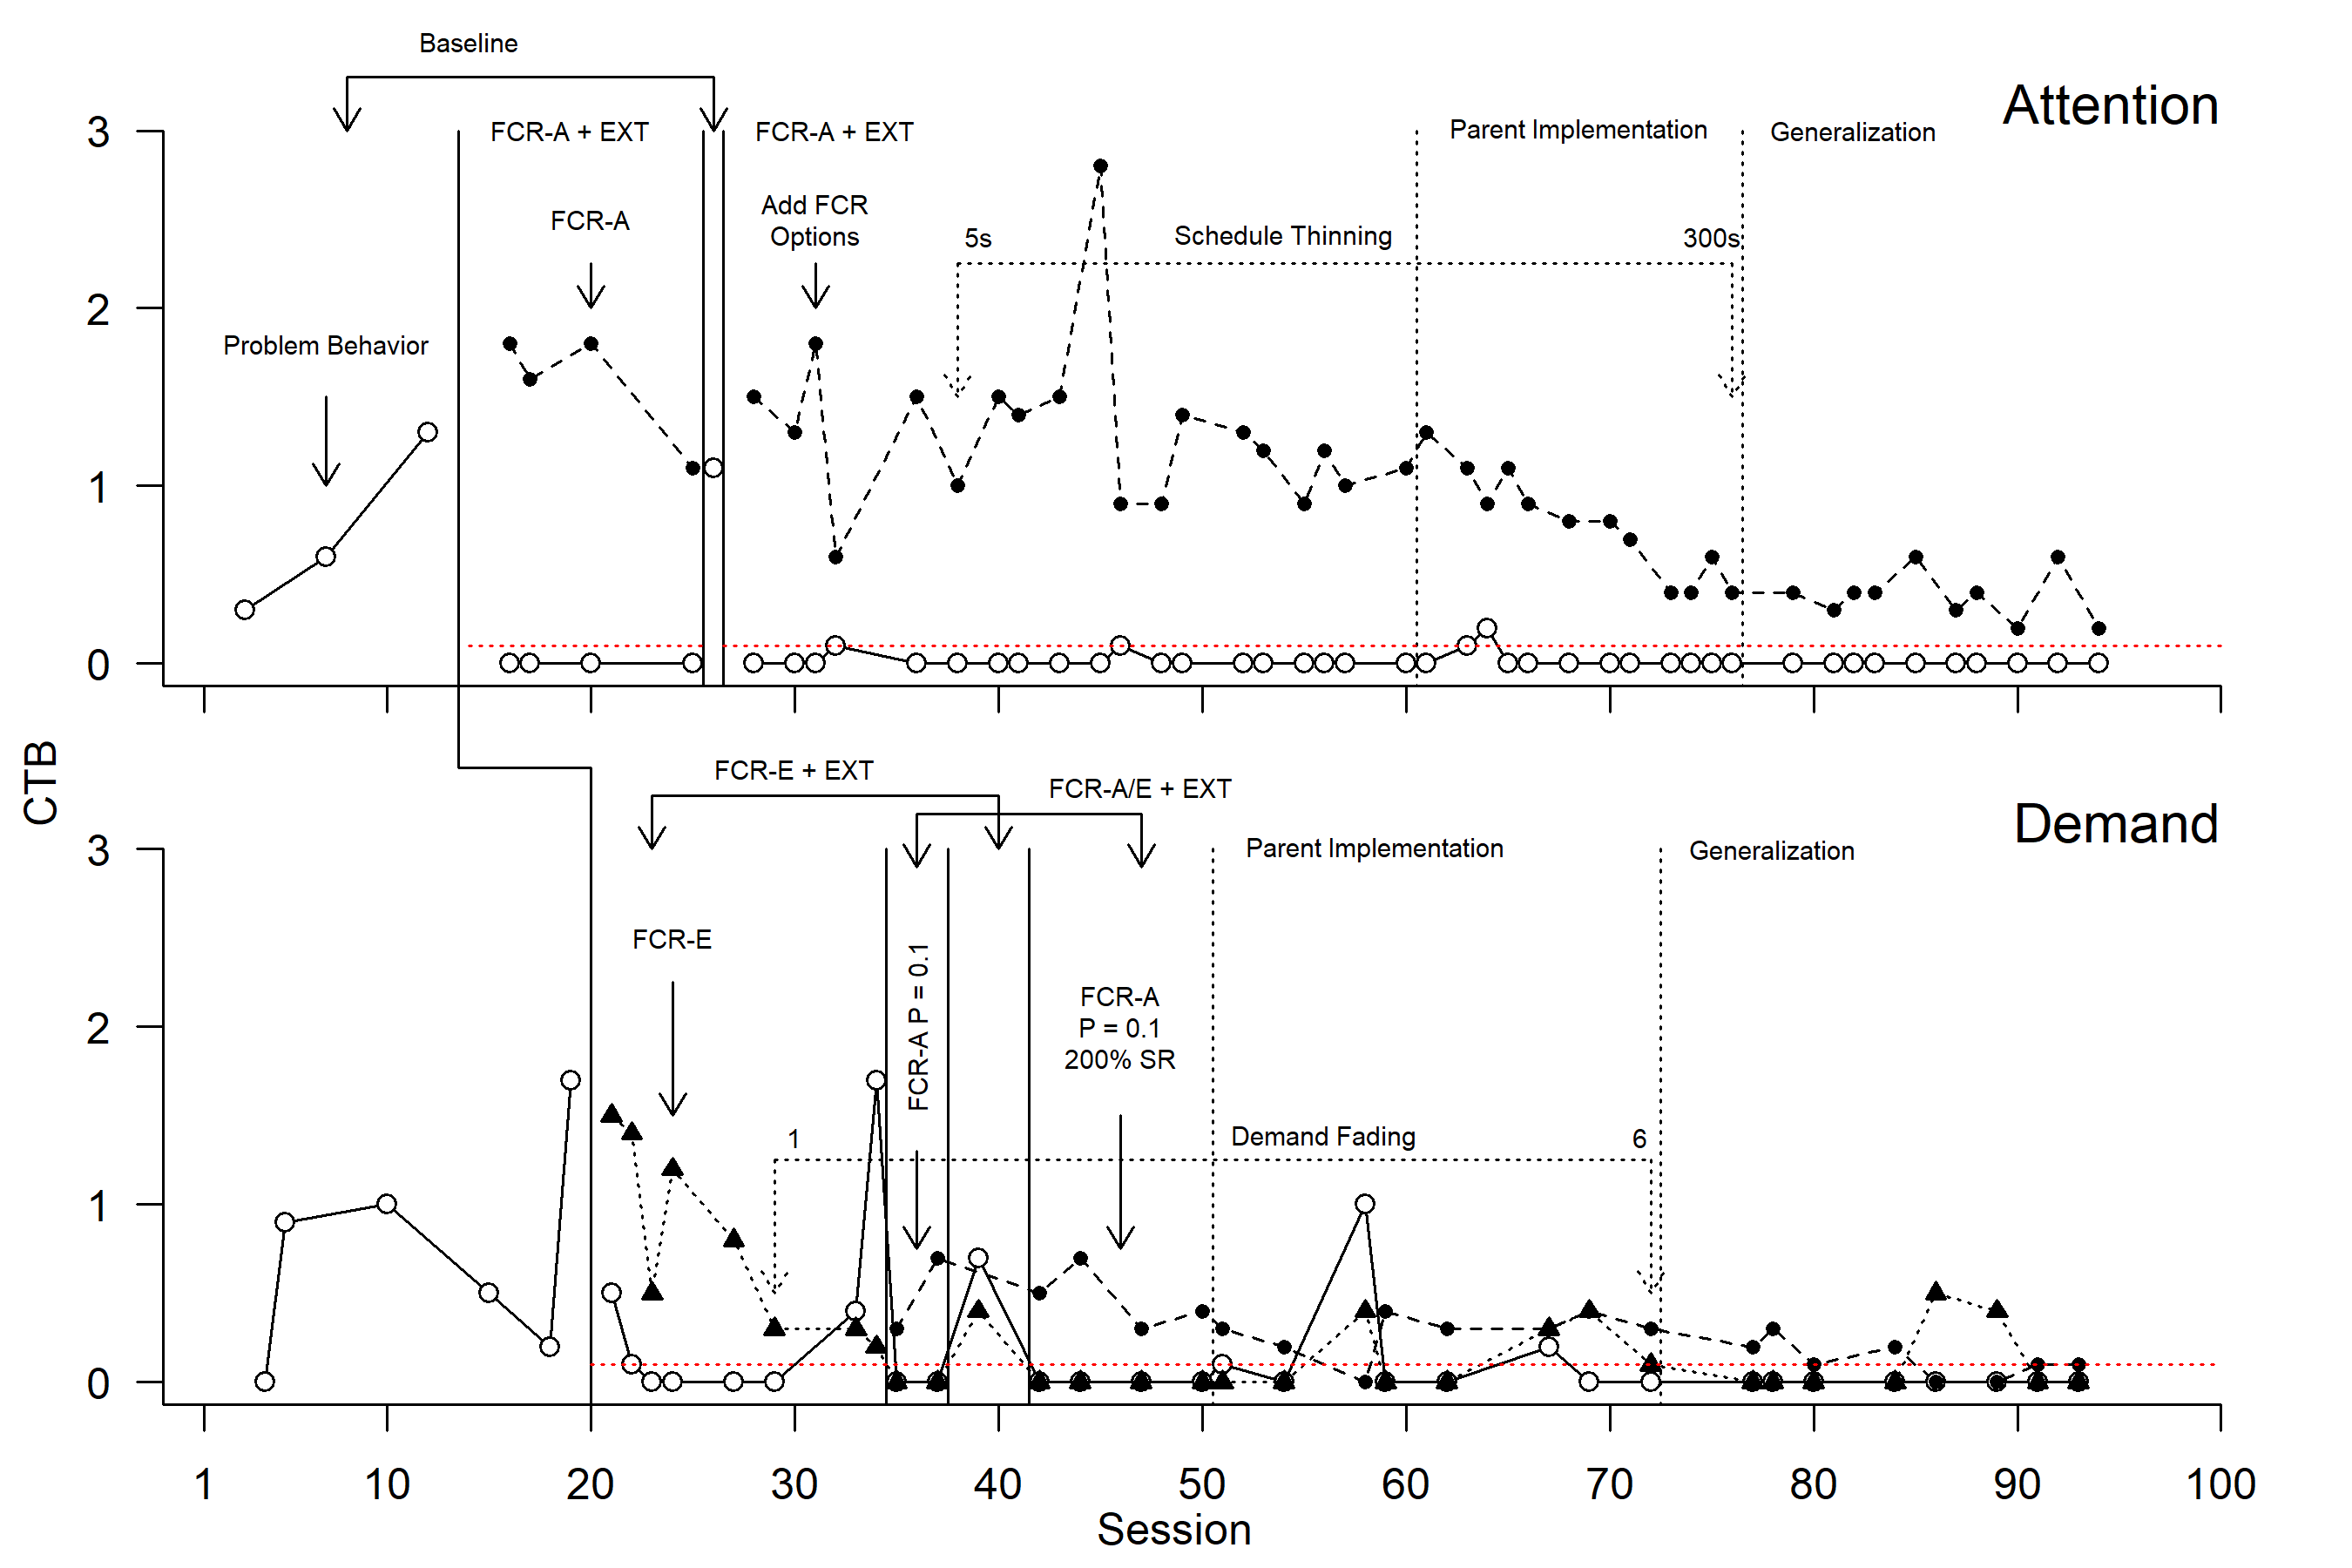 Baseline
Attention
FCR-A + EXT
FCR-A + EXT
Parent Implementation
Generalization
3
Add FCR
Options
FCR-A
5s
Schedule Thinning
300s
2
Problem Behavior
1
0
CTB
FCR-E + EXT
FCR-A/E + EXT
Demand
3
Parent Implementation
Generalization
FCR-E
FCR-A P = 0.1
FCR-A
P = 0.1
200% SR
2
1
Demand Fading
6
1
0
1 10 20 30 40 50 60 70 80 90 100
Session